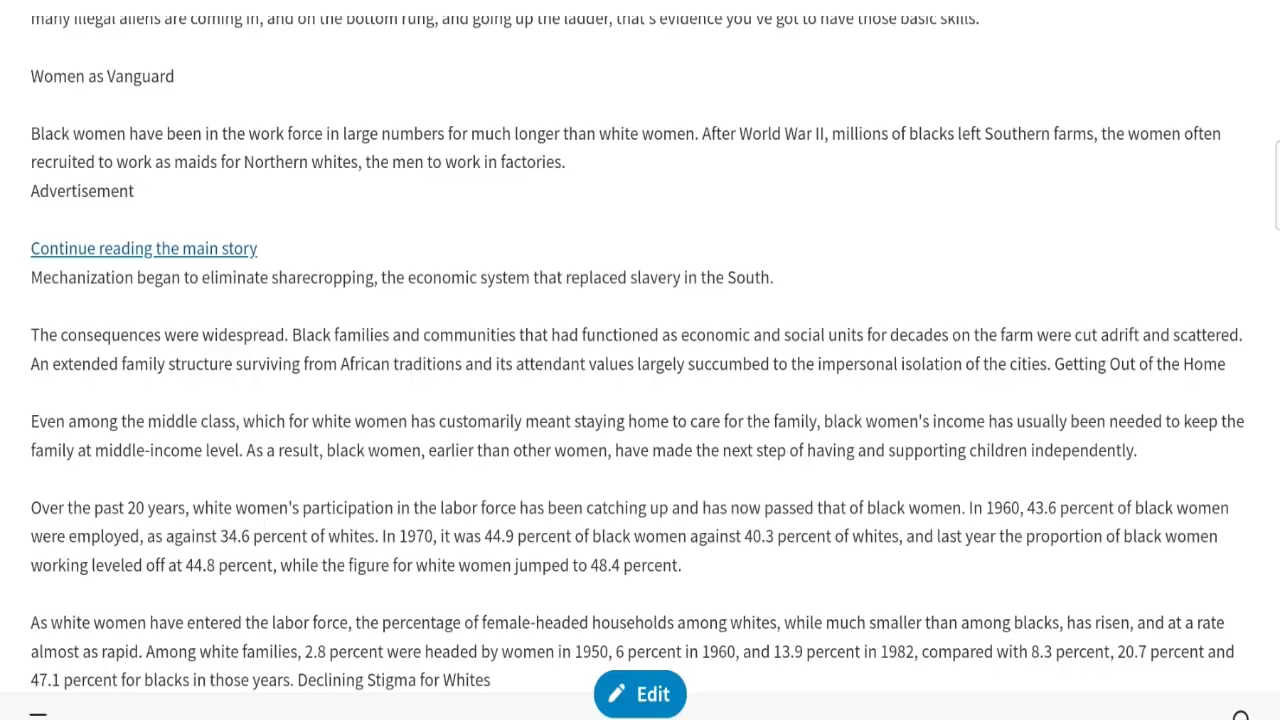 many illegal aliens are coming in, and on the bottom rung, and going up the ladder, that's evidence you've got to have those basic skills.
Women as Vanguard
Black women have been in the work force in large numbers for much longer than white women. After World War II, millions of blacks left Southern farms, the women often
recruited to work as maids for Northern whites, the men to work in factories.
Advertisement
Continue reading the main story
Mechanization began to eliminate sharecropping, the economic system that replaced slavery in the South.
The consequences were widespread. Black families and communities that had functioned as economic and social units for decades on the farm were cut adrift and scattered.
An extended family structure surviving from African traditions and its attendant values largely succumbed to the impersonal isolation of the cities. Getting Out of the Home
Even among the middle class, which for white women has customarily meant staying home to care for the family, black women's income has usually been needed to keep the
family at middle-income level. As a result, black women, earlier than other women, have made the next step of having and supporting children independently.
Over the past 20 years, white women's participation in the labor force has been catching up and has now passed that of black women. In 1960, 43.6 percent of black women
were employed, as against 34.6 percent of whites. In 1970, it was 44.9 percent of black women against 40.3 percent of whites, and last year the proportion of black women
working leveled off at 44.8 percent, while the figure for white women jumped to 48.4 percent.
As white women have entered the labor force, the percentage of female-headed households among whites, while much smaller than among blacks, has risen, and at a rate
almost as rapid. Among white families, 2.8 percent were headed by women in 1950, 6 percent in 1960, and 13.9 percent in 1982, compared with 8.3 percent, 20.7 percent and
47.1 percent for blacks in those years. Declining Stigma for Whites
Edit